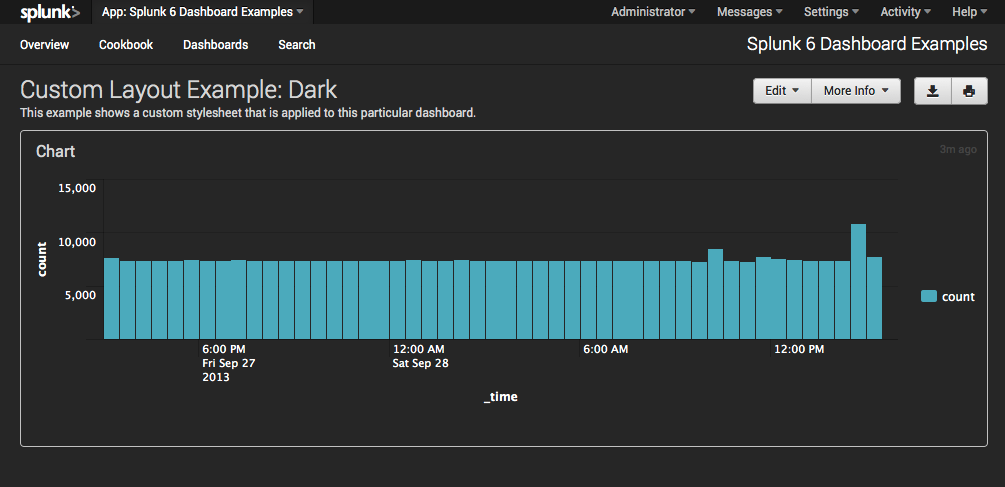 splunk> App: Splunk 6 Dashboard Examples Administrator Messages Settings Activity Help
Overview Cookbook Dashboards Search Splunk 6 Dashboard Examples
Custom Layout Example: Dark Edit More Info
This example shows a custom stylesheet that is applied to this particular dashboard.
Chart 3m ago
15,000
10,000
count
5,000
count
6:00 PM 12:00 AM 6:00 AM 12:00 PM
Fri Sep 27 Sat Sep 28
2013
_time